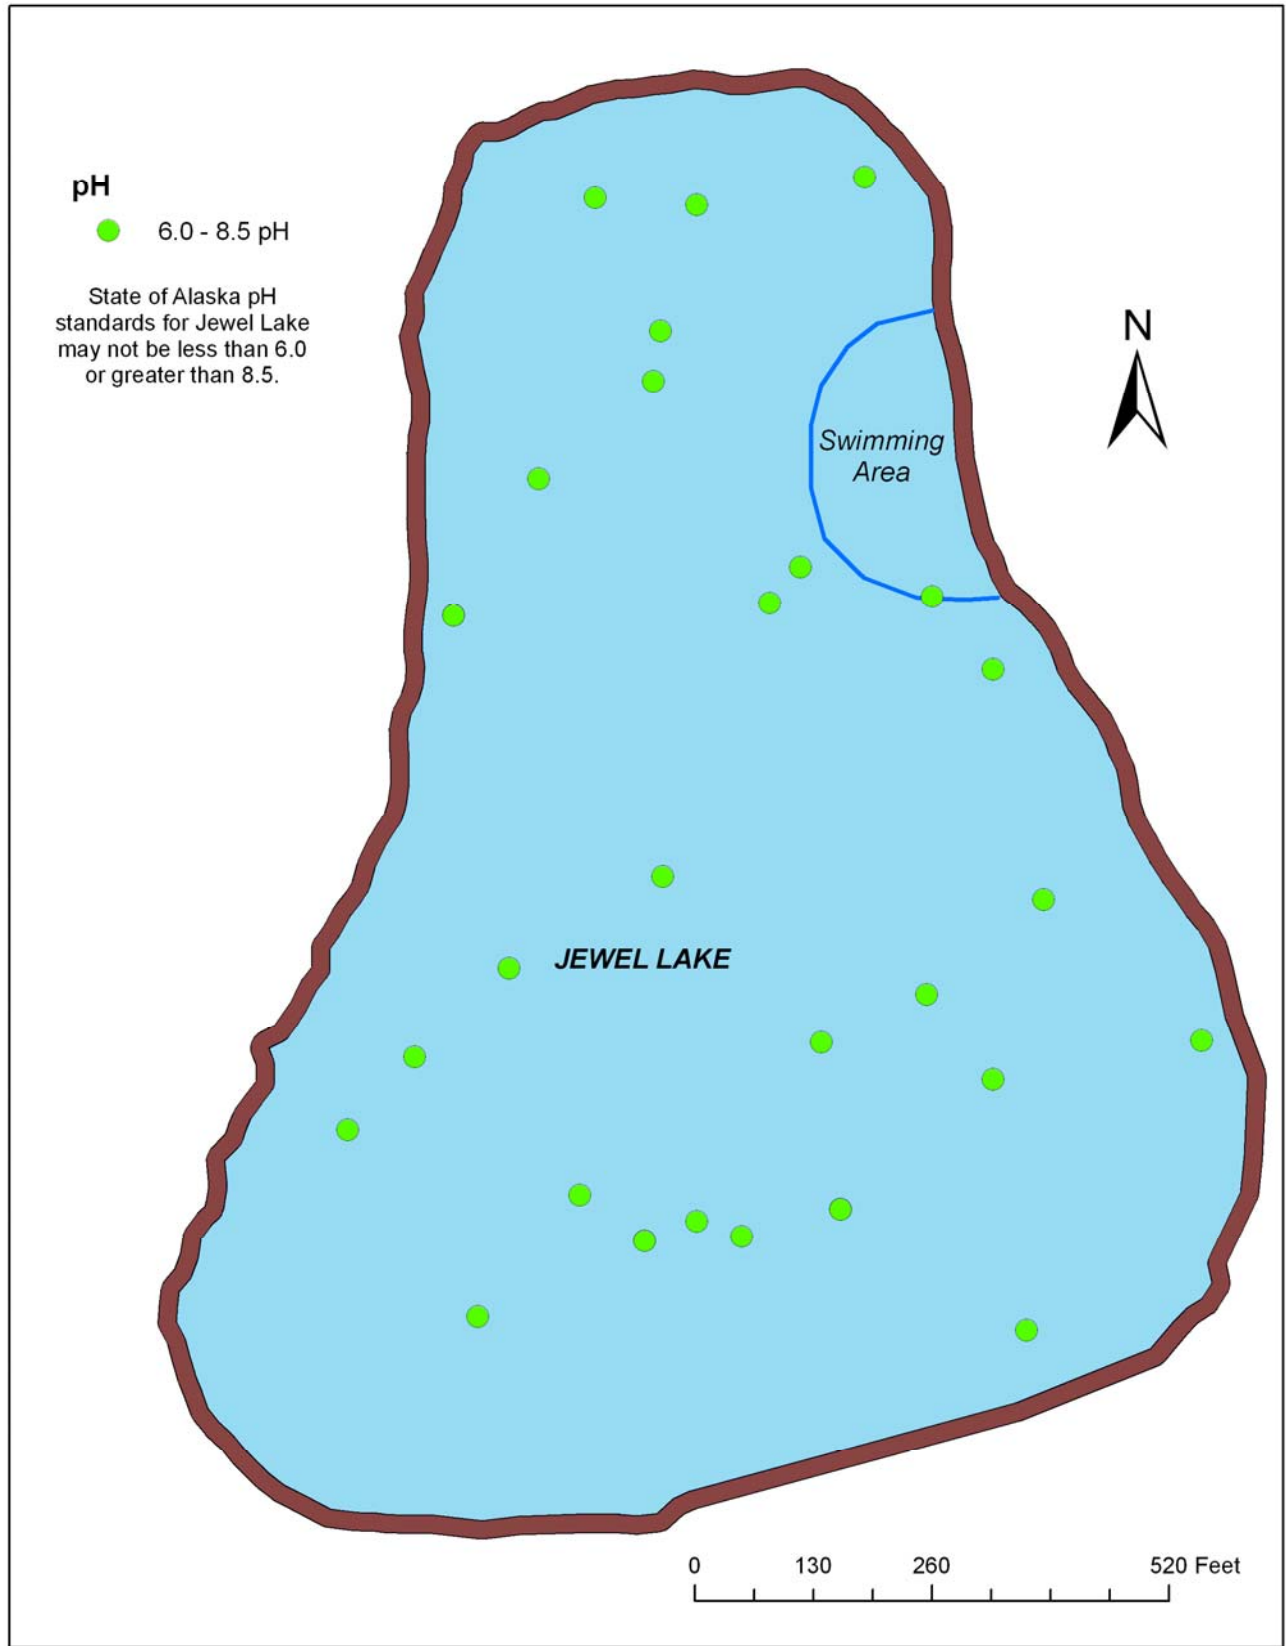 pH
6.0 - 8.5 pH
State of Alaska pH
standards for Jewel Lake
may not be less than 6.0
or greater than 8.5.
N
Swimming
Area
JEWEL LAKE
0 130 260 520 Feet